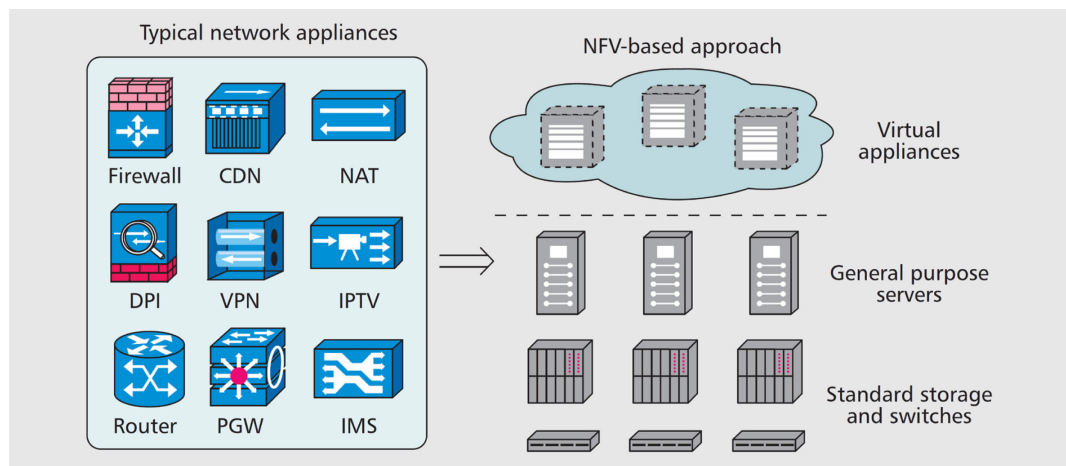 Typical network appliances
NFV-based approach
Firewall
CDN
NAT
DPI
VPN
IPTV
Router
PGW
IMS
Virtual
appliances
General purpose
servers
Standard storage
and switches